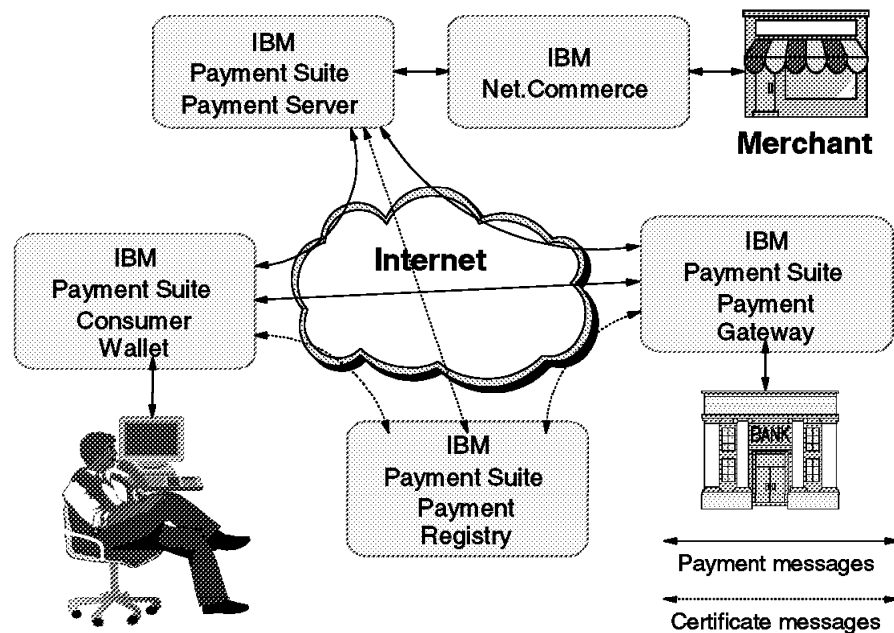 IBM
Payment Suite
Payment Server
IBM
Net.Commerce
Merchant
Internet
IBM
Payment Suite
Consumer
Wallet
IBM
Payment Suite
Payment
Gateway
IBM
Payment Suite
Payment
Registry
BANK
Payment messages
Certificate messages